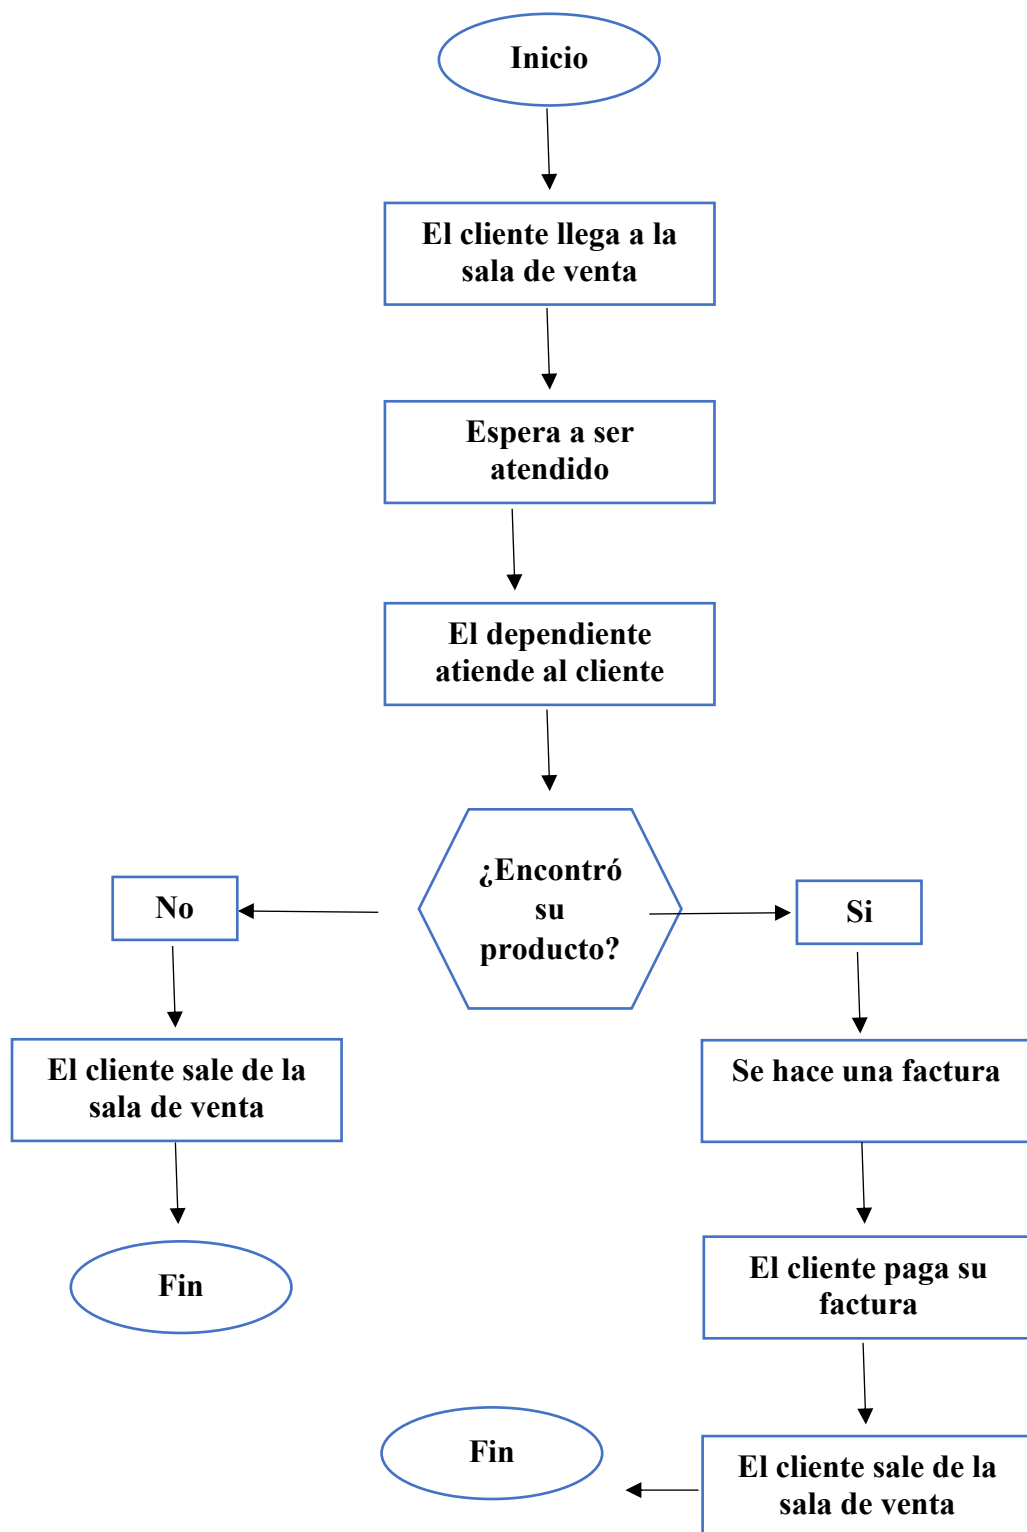 Inicio
El cliente llega a la
sala de venta
Espera a ser
atendido
El dependiente
atiende al cliente
¿Encontró
su
producto?
No
Si
El cliente sale de la
sala de venta
Se hace una factura
Fin
El cliente paga su
factura
Fin
El cliente sale de la
sala de venta